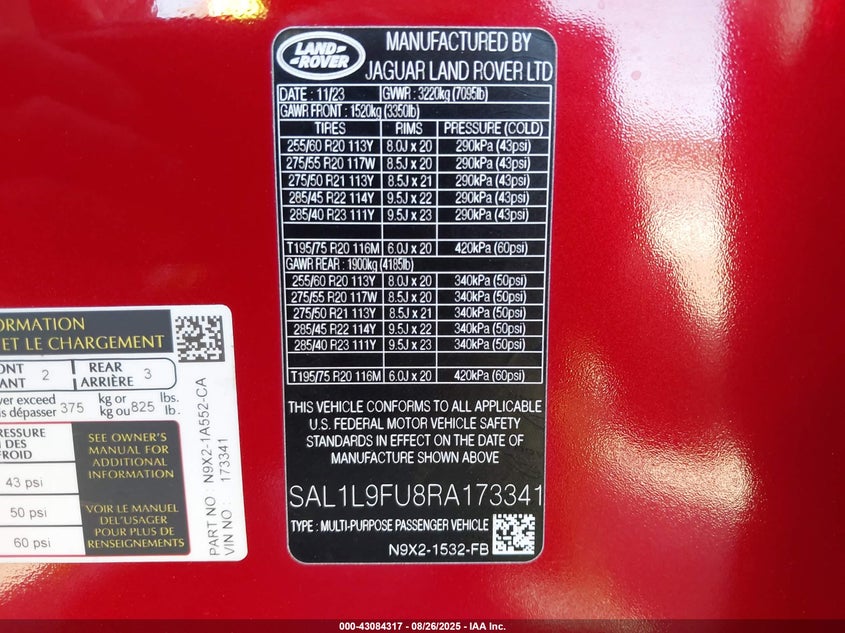 LAND-
-ROVER
MANUFACTURED BY
JAGUAR LAND ROVER LTD
DATE : 11/23 GVWR : 3220kg (7095lb)
GAWR FRONT : 1520kg (3350lb)
TIRES RIMS PRESSURE (COLD)
255/60 R20 113Y 8.0J x 20 290kPa (43psi)
275/55 R20 117W 8.5J x 20 290kPa (43psi)
275/50 R21 113Y 8.5J x 21 290kPa (43psi)
285/45 R22 114Y 9.5J x 22 290kPa (43psi)
285/40 R23 111Y 9.5J x 23 290kPa (43psi)
T195/75 R20 116M 6.0J x 20 420kPa (60psi)
GAWR REAR : 1900kg (4185lb)
255/60 R20 113Y 8.0J x 20 340kPa (50psi)
275/55 R20 117W 8.5J x 20 340kPa (50psi)
275/50 R21 113Y 8.5J x 21 340kPa (50psi)
285/45 R22 114Y 9.5J x 22 340kPa (50psi)
285/40 R23 111Y 9.5J x 23 340kPa (50psi)
T195/75 R20 116M 6.0J x 20 420kPa (60psi)
THIS VEHICLE CONFORMS TO ALL APPLICABLE
U.S. FEDERAL MOTOR VEHICLE SAFETY
STANDARDS IN EFFECT ON THE DATE OF
MANUFACTURE SHOWN ABOVE
SAL1L9FU8RA173341
TYPE : MULTI-PURPOSE PASSENGER VEHICLE
N9X2-1532-FB
ORMATION
ET LE CHARGEMENT
ONT 2 REAR 3
ANT ARRIÈRE
ver exceed 375 kg or 825 lbs.
is dépasser kg ou lb.
RESSURE
N DES
FROID
43 psi
50 psi
60 psi
SEE OWNER'S
MANUAL FOR
ADDITIONAL
INFORMATION
VOIR LE MANUEL
DEL'USAGER
POUR PLUS DE
RENSEIGNEMENTS
PART NO N9X2-1A552-CA
VIN NO : 173341
000-43084317 - 08/26/2025 - IAA Inc.